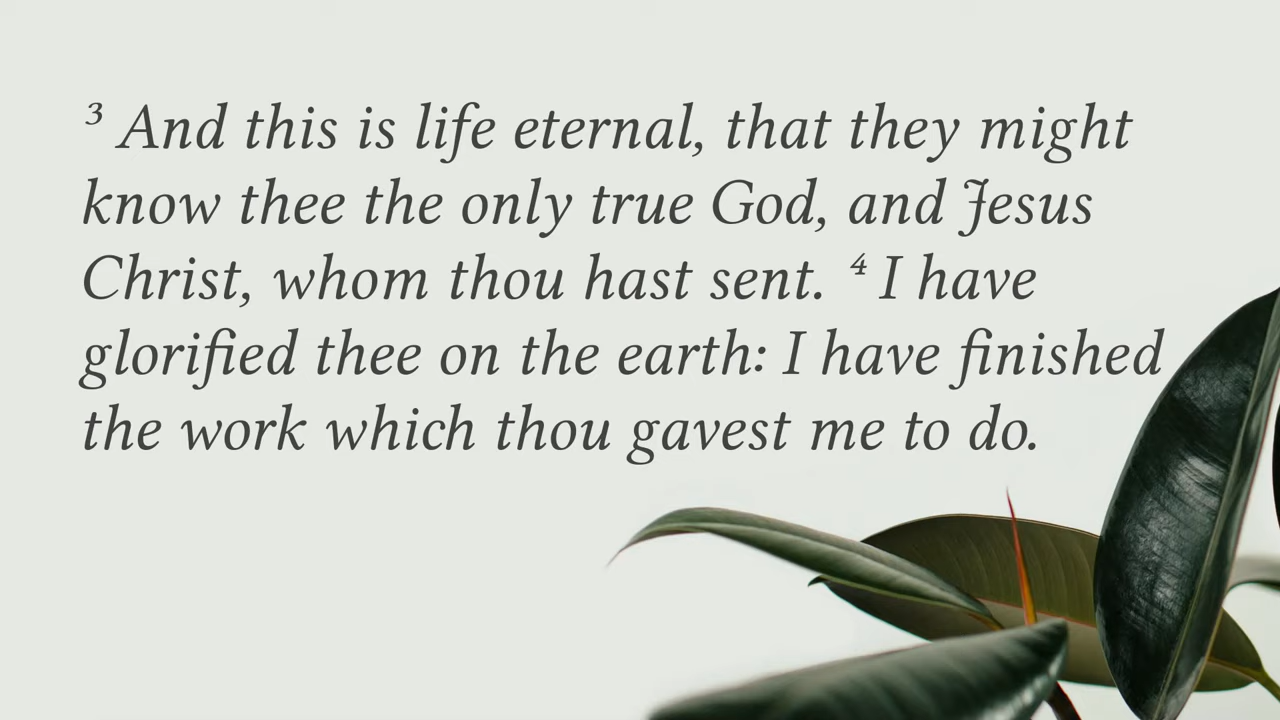 ³ And this is life eternal, that they might
know thee the only true God, and Jesus
Christ, whom thou hast sent. ⁴ I have
glorified thee on the earth: I have finished
the work which thou gavest me to do.